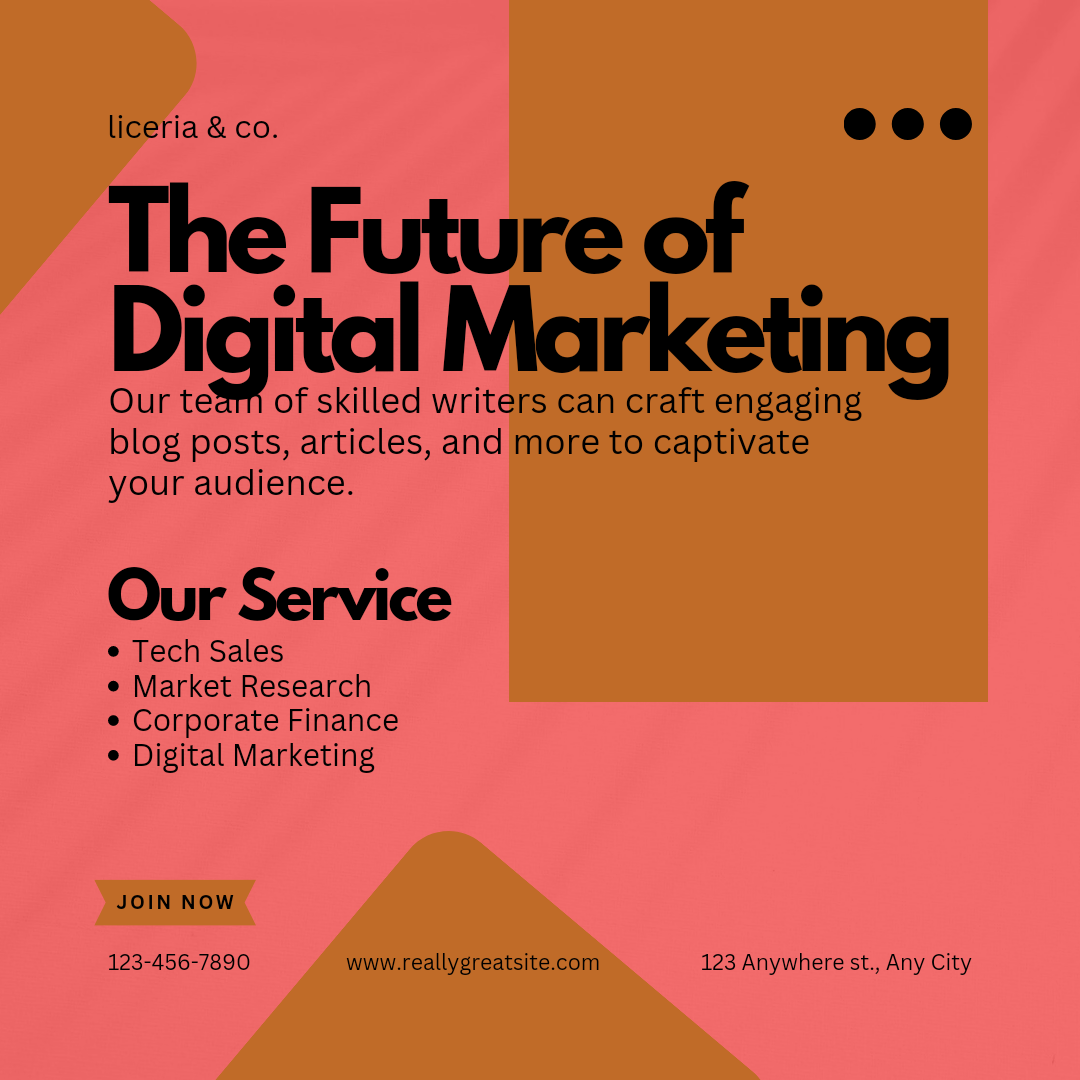 liceria & co.
The Future of
Digital Marketing
Our team of skilled writers can craft engaging
blog posts, articles, and more to captivate
your audience.
Our Service
• Tech Sales
• Market Research
• Corporate Finance
• Digital Marketing
JOIN NOW
123-456-7890
www.reallygreatsite.com
123 Anywhere st., Any City